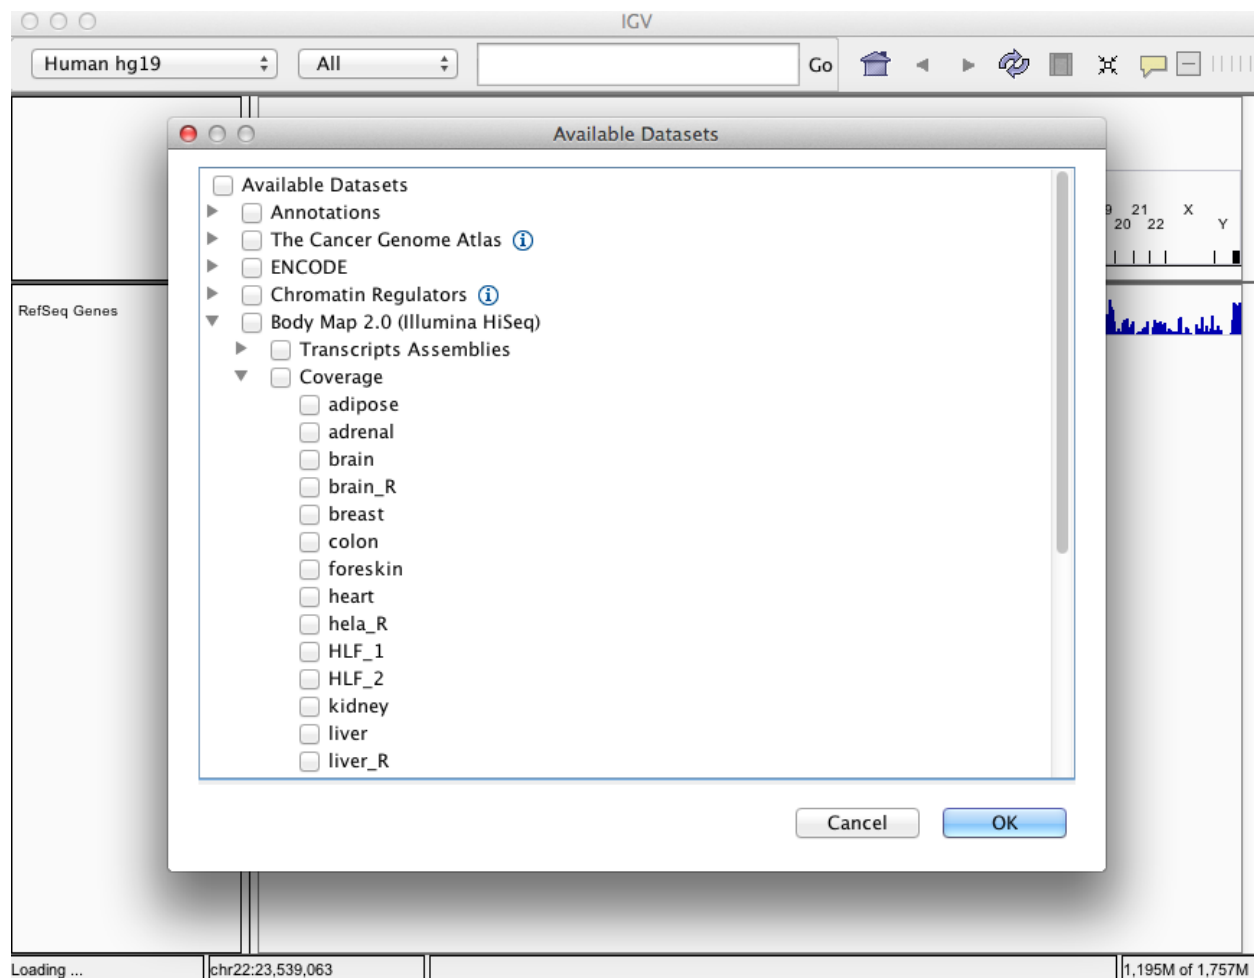 IGV
Human hg19 All Go
Available Datasets
Available Datasets
Annotations
The Cancer Genome Atlas
ENCODE
Chromatin Regulators
Body Map 2.0 (Illumina HiSeq)
Transcripts Assemblies
Coverage
adipose
adrenal
brain
brain_R
breast
colon
foreskin
heart
hela_R
HLF_1
HLF_2
kidney
liver
liver_R
Cancel OK
9 21 X
20 22 Y
RefSeq Genes
Loading ... chr22:23,539,063 1,195M of 1,757M